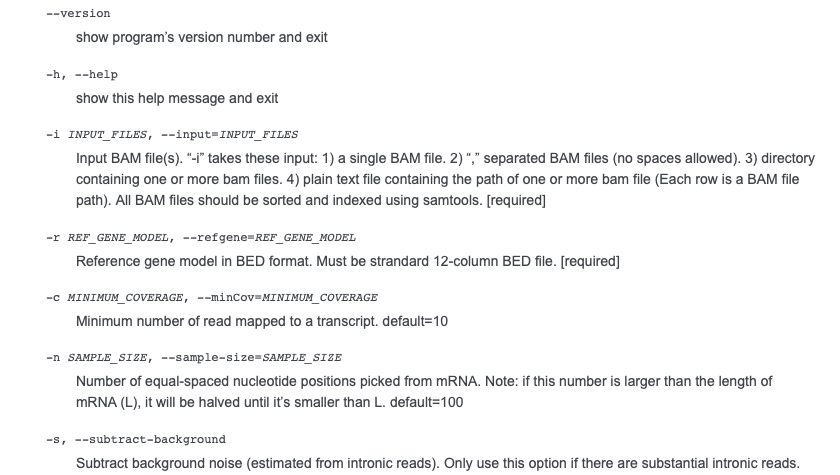 --version
show program’s version number and exit
-h, --help
show this help message and exit
-i INPUT_FILES, --input=INPUT_FILES
Input BAM file(s). “-i” takes these input: 1) a single BAM file. 2) “,” separated BAM files (no spaces allowed). 3) directory
containing one or more bam files. 4) plain text file containing the path of one or more bam file (Each row is a BAM file
path). All BAM files should be sorted and indexed using samtools. [required]
-r REF_GENE_MODEL, --refgene=REF_GENE_MODEL
Reference gene model in BED format. Must be strandard 12-column BED file. [required]
-c MINIMUM_COVERAGE, --minCov=MINIMUM_COVERAGE
Minimum number of read mapped to a transcript. default=10
-n SAMPLE_SIZE, --sample-size=SAMPLE_SIZE
Number of equal-spaced nucleotide positions picked from mRNA. Note: if this number is larger than the length of
mRNA (L), it will be halved until it’s smaller than L. default=100
-s, --subtract-background
Subtract background noise (estimated from intronic reads). Only use this option if there are substantial intronic reads.